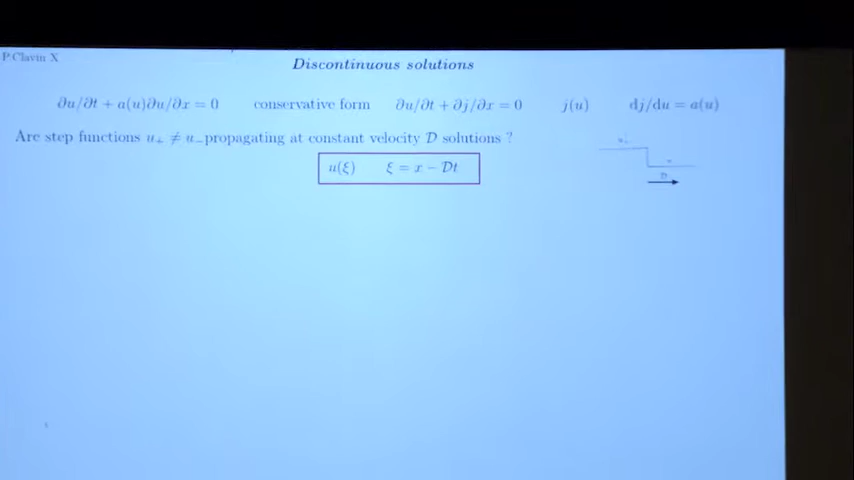 P.Clavin X
Discontinuous solutions
∂u/∂t + a(u)∂u/∂x = 0 conservative form ∂u/∂t + ∂j/∂x = 0 j(u) dj/du = a(u)
Are step functions u₊ ≠ u₋ propagating at constant velocity 𝒟 solutions ?
u(ξ) ξ = x − 𝒟t
𝒟